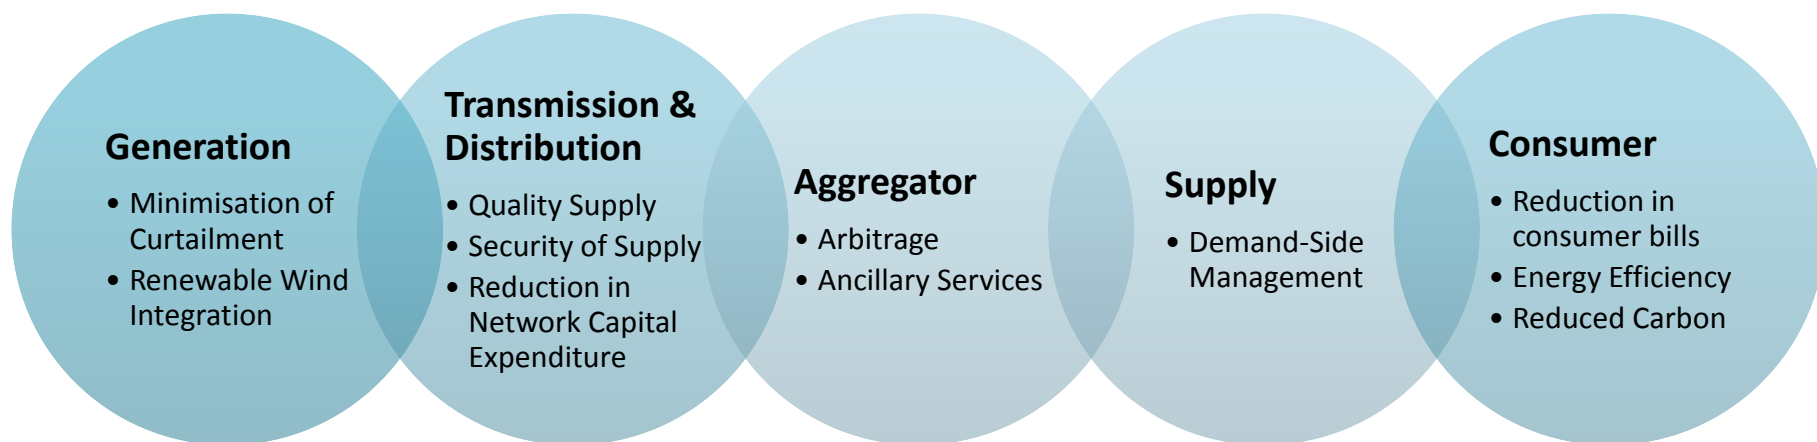 Generation
• Minimisation of
Curtailment
• Renewable Wind
Integration
Transmission &
Distribution
• Quality Supply
• Security of Supply
• Reduction in
Network Capital
Expenditure
Aggregator
• Arbitrage
• Ancillary Services
Supply
• Demand-Side
Management
Consumer
• Reduction in
consumer bills
• Energy Efficiency
• Reduced Carbon